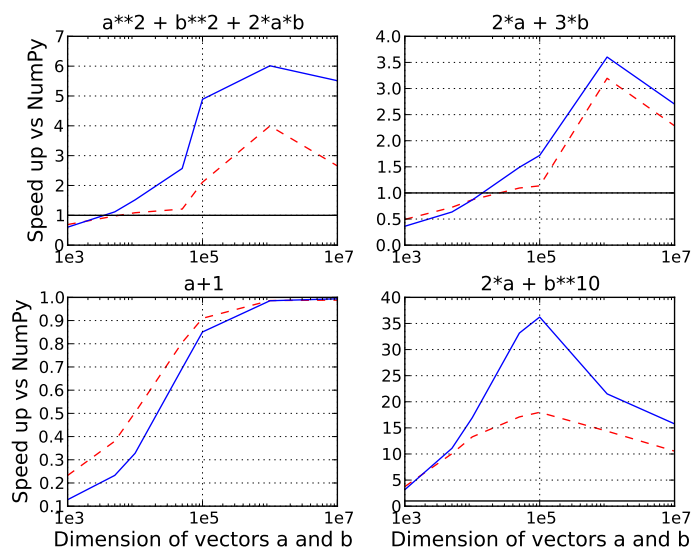 a**2 + b**2 + 2*a*b
2*a + 3*b
Speed up vs NumPy
7
6
5
4
3
2
1
0
1e3
1e5
1e7
4.0
3.5
3.0
2.5
2.0
1.5
1.0
0.5
0.0
1e3
1e5
1e7
a+1
2*a + b**10
Speed up vs NumPy
1.0
0.9
0.8
0.7
0.6
0.5
0.4
0.3
0.2
0.1
1e3
1e5
1e7
40
35
30
25
20
15
10
5
0
1e3
1e5
1e7
Dimension of vectors a and b
Dimension of vectors a and b